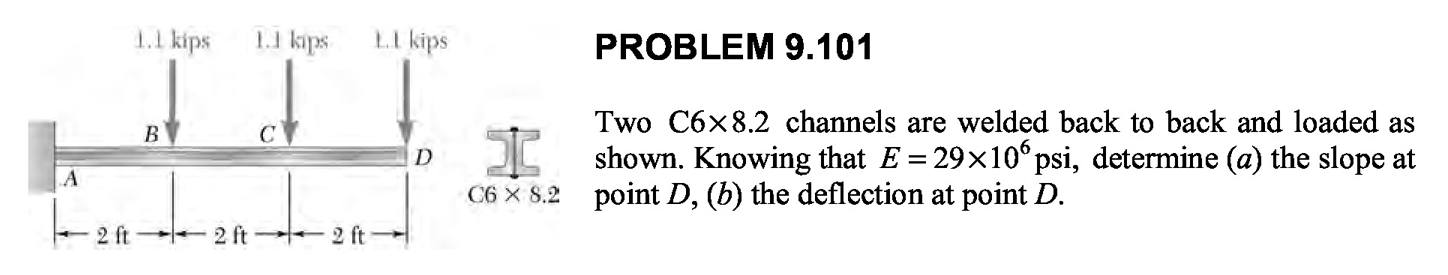 1.1 kips 1.1 kips 1.1 kips
B C
D
A
C6 × 8.2
2 ft 2 ft 2 ft
PROBLEM 9.101
Two C6×8.2 channels are welded back to back and loaded as
shown. Knowing that E = 29×10⁶ psi, determine (a) the slope at
point D, (b) the deflection at point D.